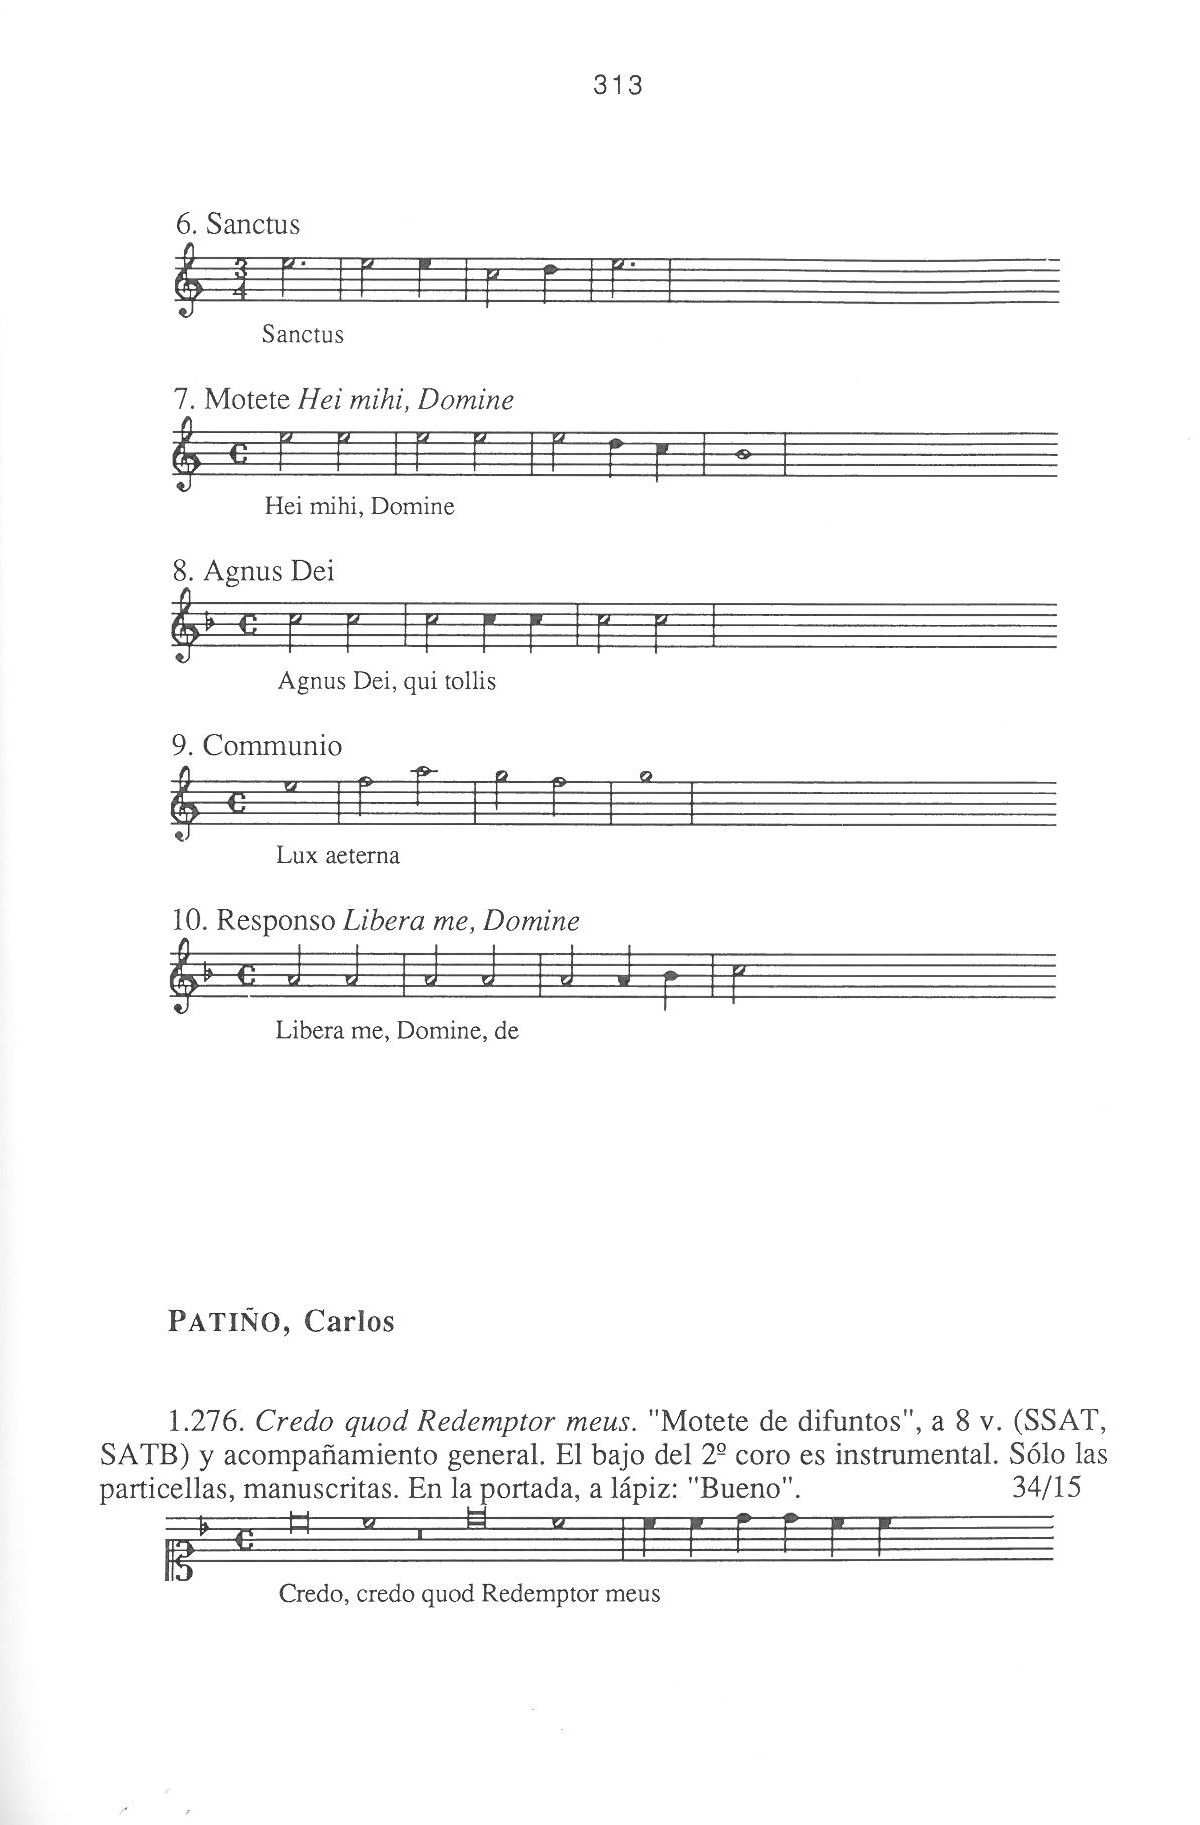 313
6. Sanctus
3
4
Sanctus
7. Motete Hei mihi, Domine
Hei mihi, Domine
8. Agnus Dei
Agnus Dei, qui tollis
9. Communio
Lux aeterna
10. Responso Libera me, Domine
Libera me, Domine, de
PATIÑO, Carlos
1.276. Credo quod Redemptor meus. "Motete de difuntos", a 8 v. (SSAT,
SATB) y acompañamiento general. El bajo del 2º coro es instrumental. Sólo las
particellas, manuscritas. En la portada, a lápiz: "Bueno". 34/15
Credo, credo quod Redemptor meus